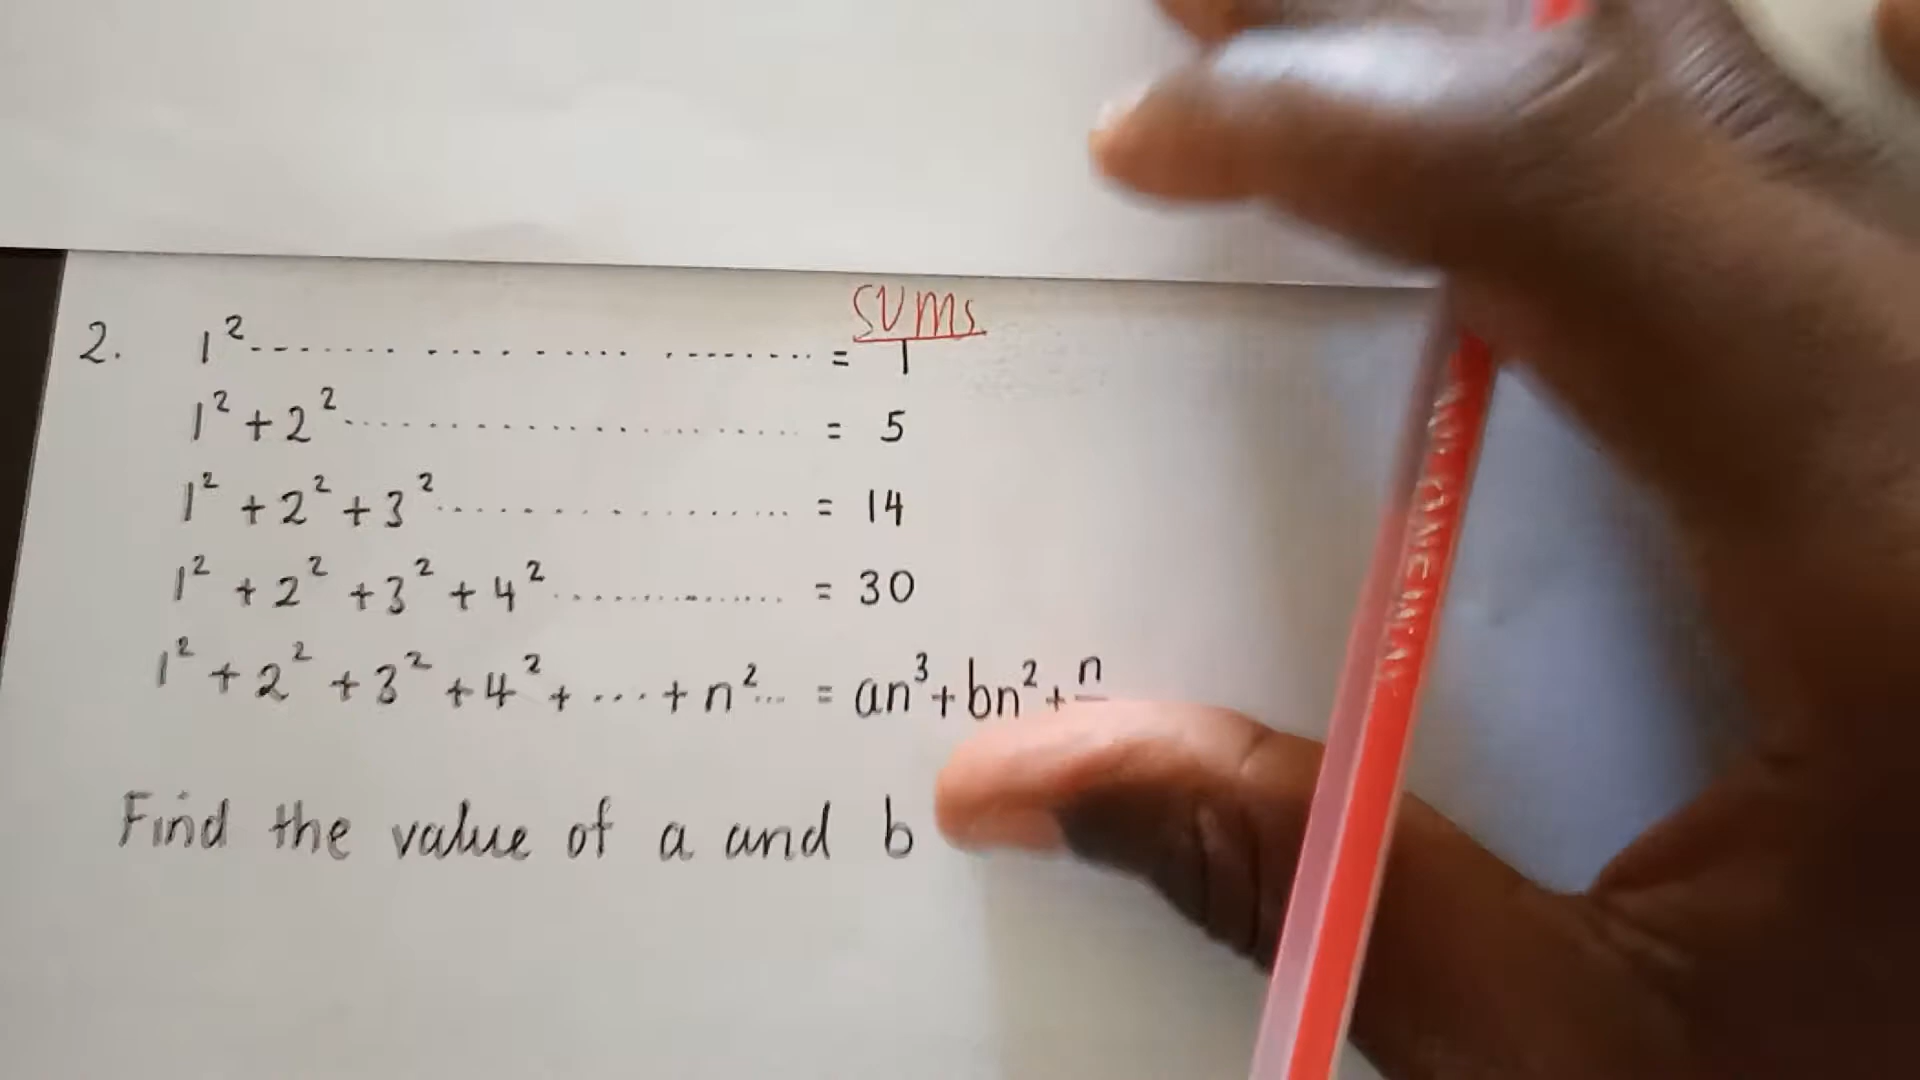 SUMS
2. 1².......................... = 1
1² + 2²....................... = 5
1² + 2² + 3².................. = 14
1² + 2² + 3² + 4².............. = 30
1² + 2² + 3² + 4² + ... + n²... = an³ + bn² + n
Find the value of a and b